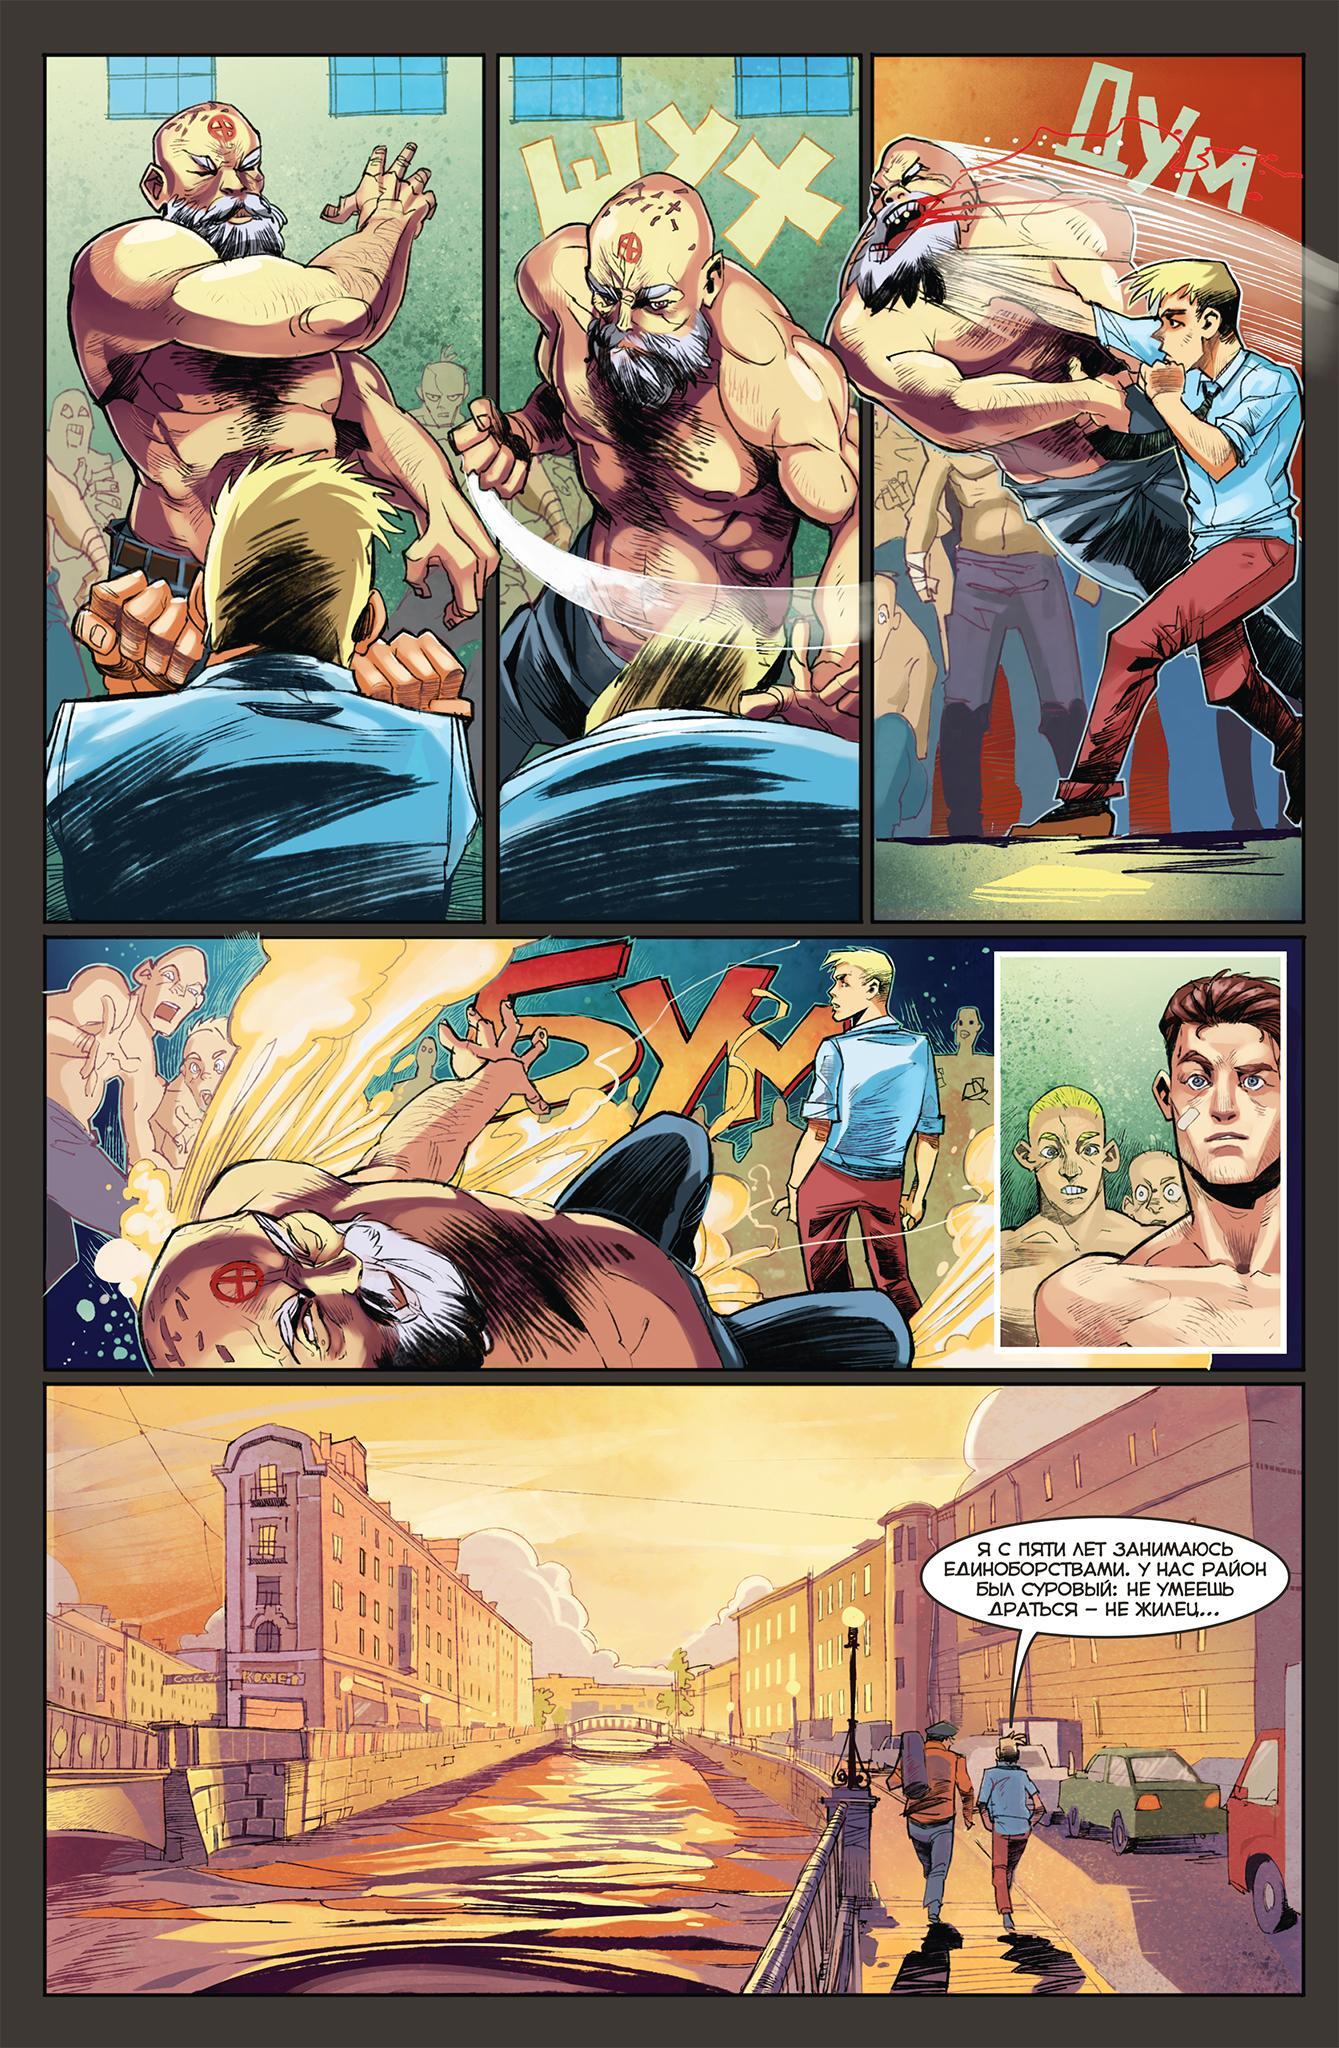 ШУХ
ДУМ
БУМ
Я С ПЯТИ ЛЕТ ЗАНИМАЮСЬ
ЕДИНОБОРСТВАМИ. У НАС РАЙОН
БЫЛ СУРОВЫЙ: НЕ УМЕЕШЬ
ДРАТЬСЯ – НЕ ЖИЛЕЦ...